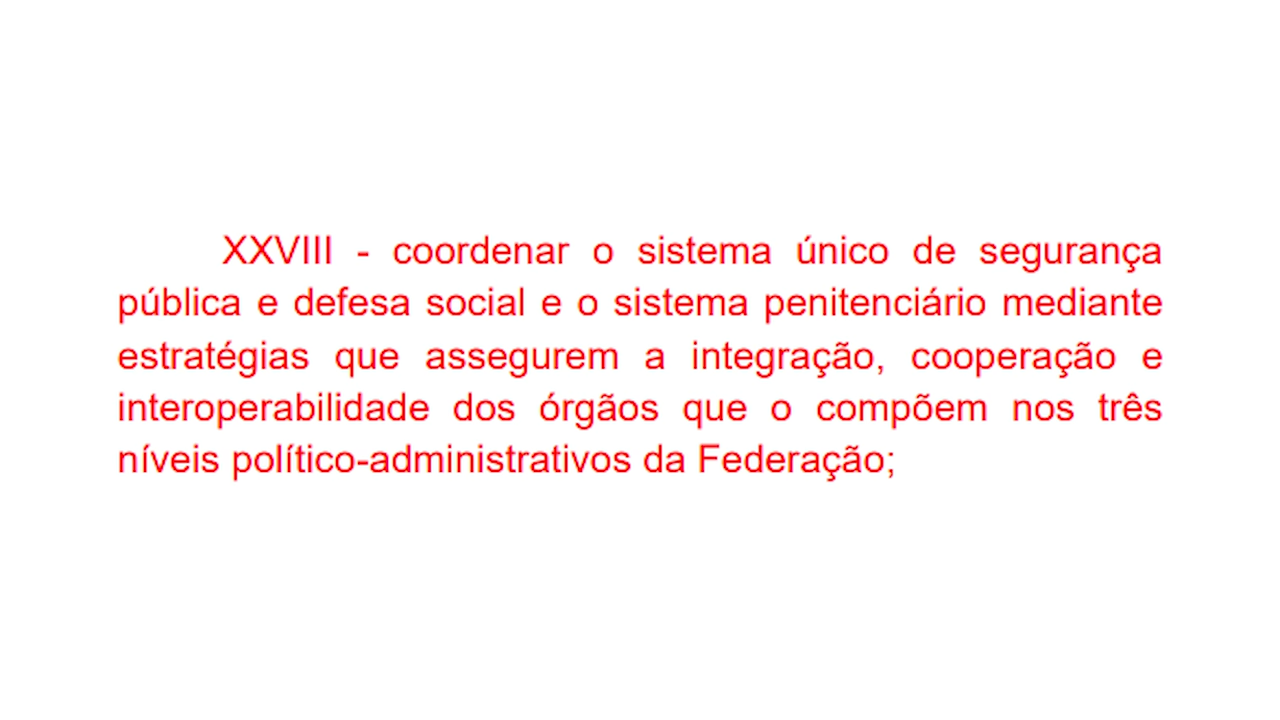 XXVIII - coordenar o sistema único de segurança
pública e defesa social e o sistema penitenciário mediante
estratégias que assegurem a integração, cooperação e
interoperabilidade dos órgãos que o compõem nos três
níveis político-administrativos da Federação;